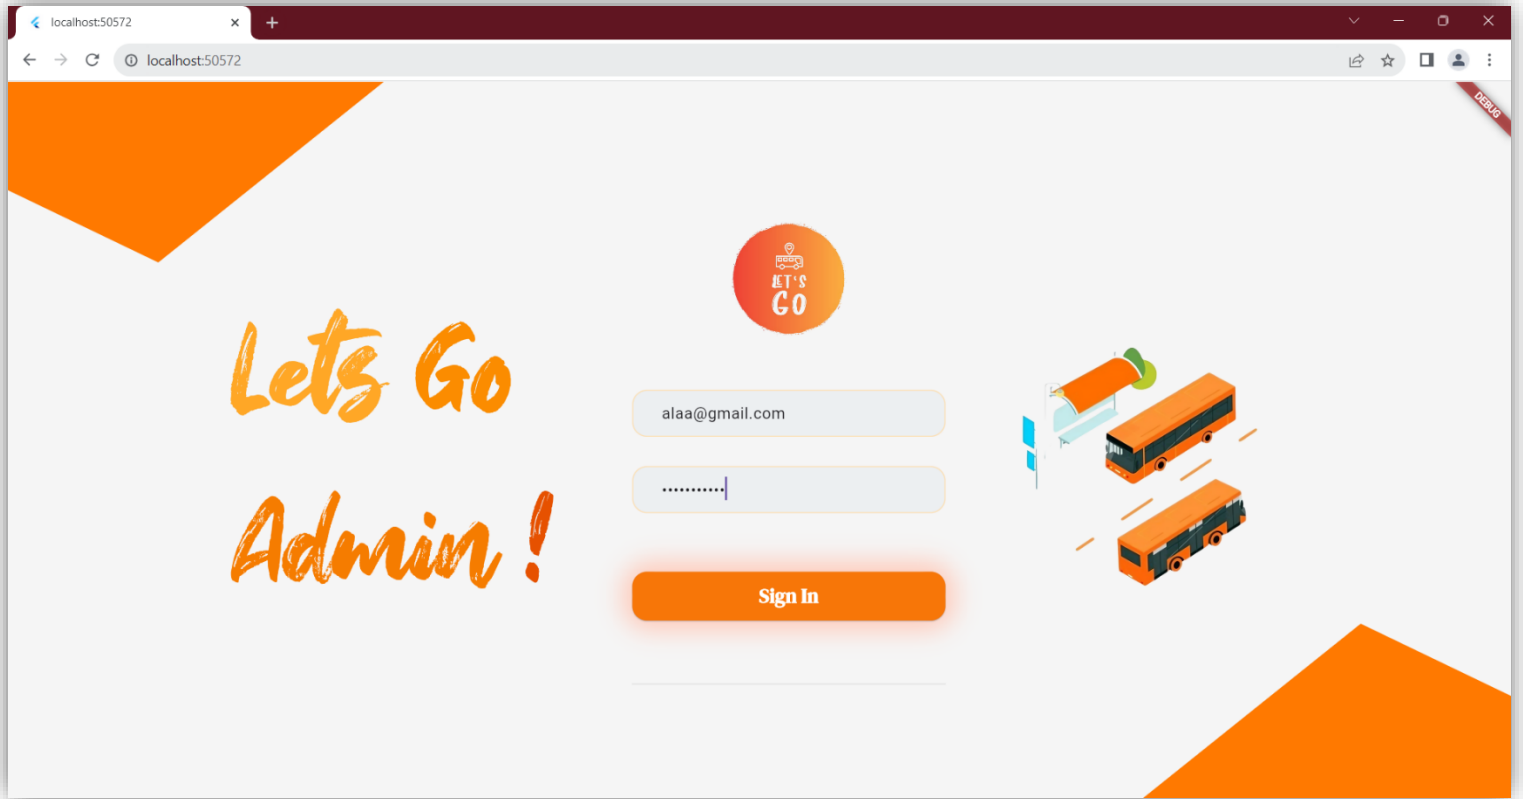 localhost:50572
localhost:50572
DEBUG
LET'S
GO
Lets Go
Admin !
alaa@gmail.com
•••••••••••
Sign In